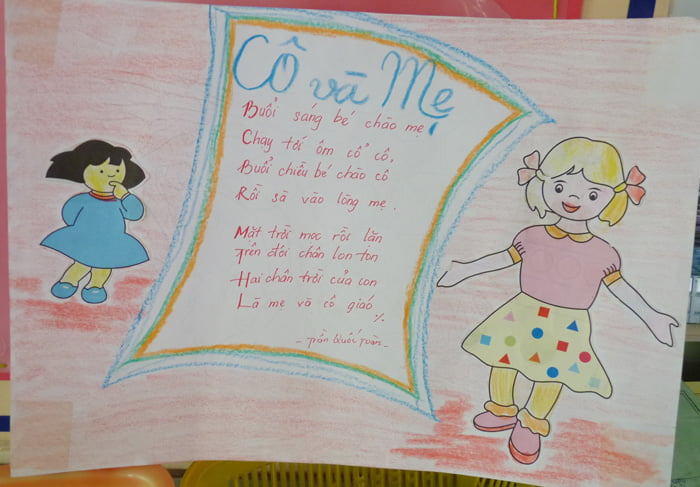 Cô và Mẹ
Buổi sáng bé chào mẹ
Chạy tới ôm cổ cô,
Buổi chiều bé chào cô
Rồi sà vào lòng mẹ.
Mặt trời mọc rồi lặn
Trên đôi chân lon ton
Hai chân trời của con
Là mẹ và cô giáo
./.
- Trần Quốc Toàn -